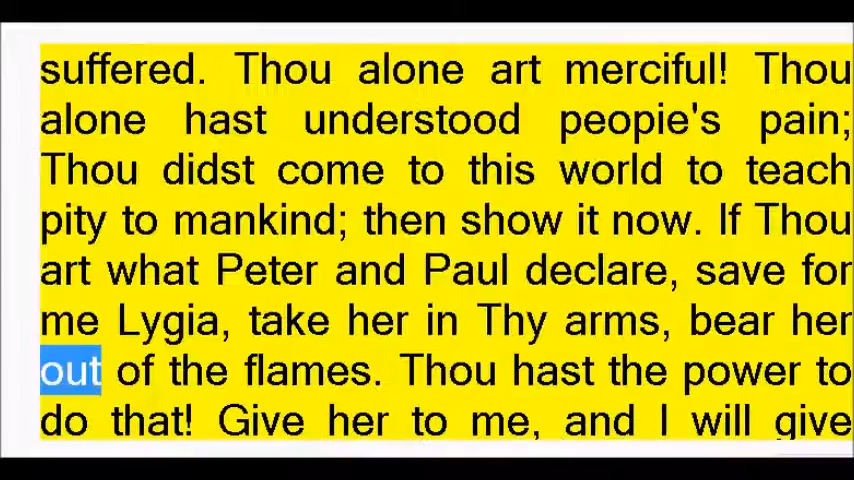 suffered. Thou alone art merciful! Thou
alone hast understood peopie's pain;
Thou didst come to this world to teach
pity to mankind; then show it now. If Thou
art what Peter and Paul declare, save for
me Lygia, take her in Thy arms, bear her
out of the flames. Thou hast the power to
do that! Give her to me, and I will give